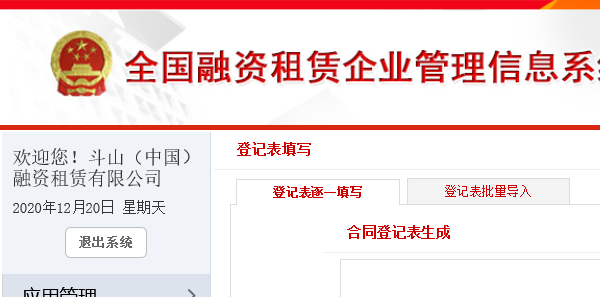 全国融资租赁企业管理信息系
欢迎您！斗山（中国）
融资租赁有限公司
2020年12月20日 星期天
退出系统
应用管理
登记表填写
登记表逐一填写
登记表批量导入
合同登记表生成